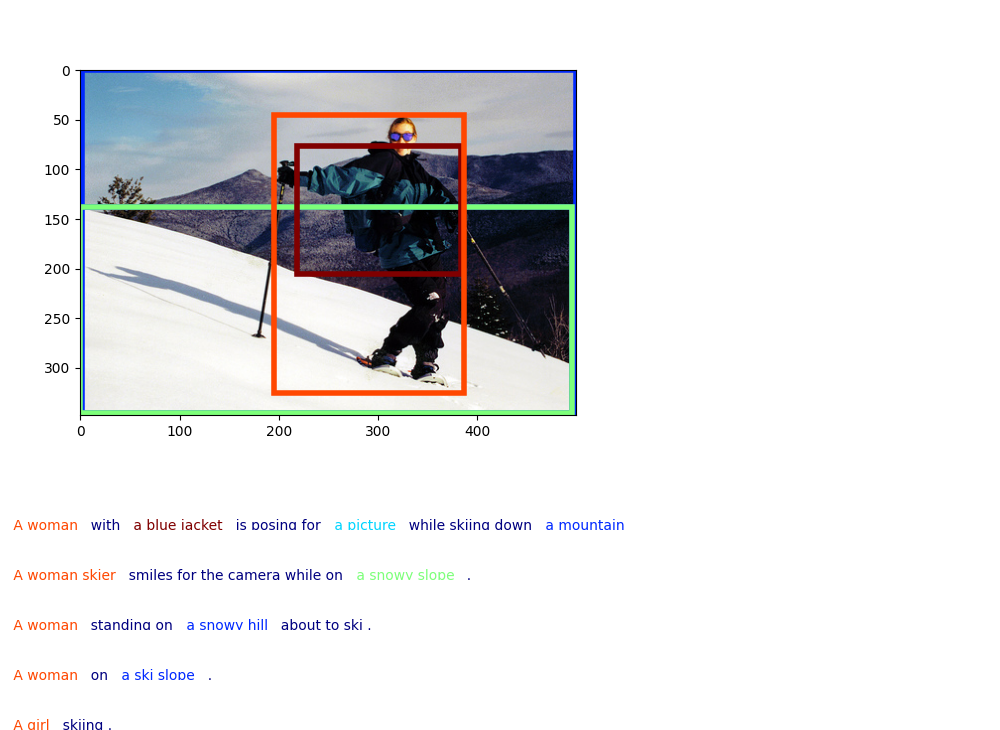 0
50
100
150
200
250
300
0 100 200 300 400
A woman with a blue jacket is posing for a picture while skiing down a mountain
A woman skier smiles for the camera while on a snowy slope .
A woman standing on a snowy hill about to ski .
A woman on a ski slope .
A girl skiing .